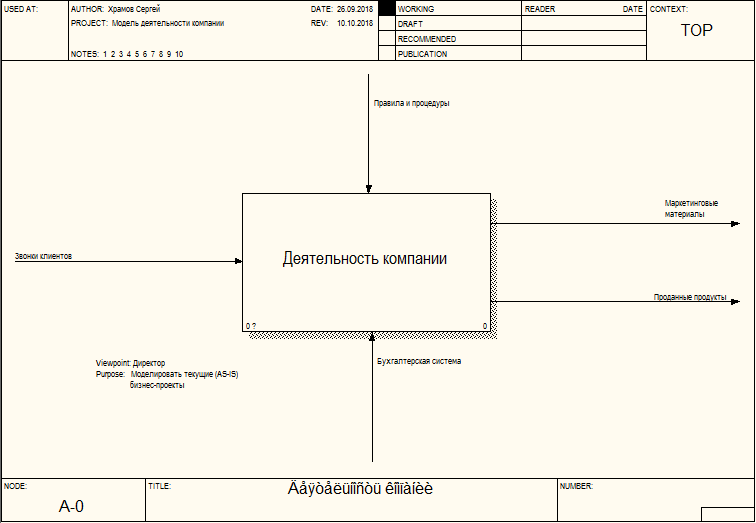 USED AT:
AUTHOR: Храмов Сергей
DATE: 26.09.2018
PROJECT: Модель деятельности компании
REV: 10.10.2018
NOTES: 1 2 3 4 5 6 7 8 9 10
WORKING
DRAFT
RECOMMENDED
PUBLICATION
READER DATE
CONTEXT:
TOP
Правила и процедуры
Маркетинговые
материалы
Звонки клиентов
Деятельность компании
Проданные продукты
0 ? 0
Бухгалтерская система
Viewpoint: Директор
Purpose: Моделировать текущие (AS-IS)
бизнес-проекты
NODE:
A-0
TITLE:
Äåÿòåëüíîñòü êîìïàíèè
NUMBER: